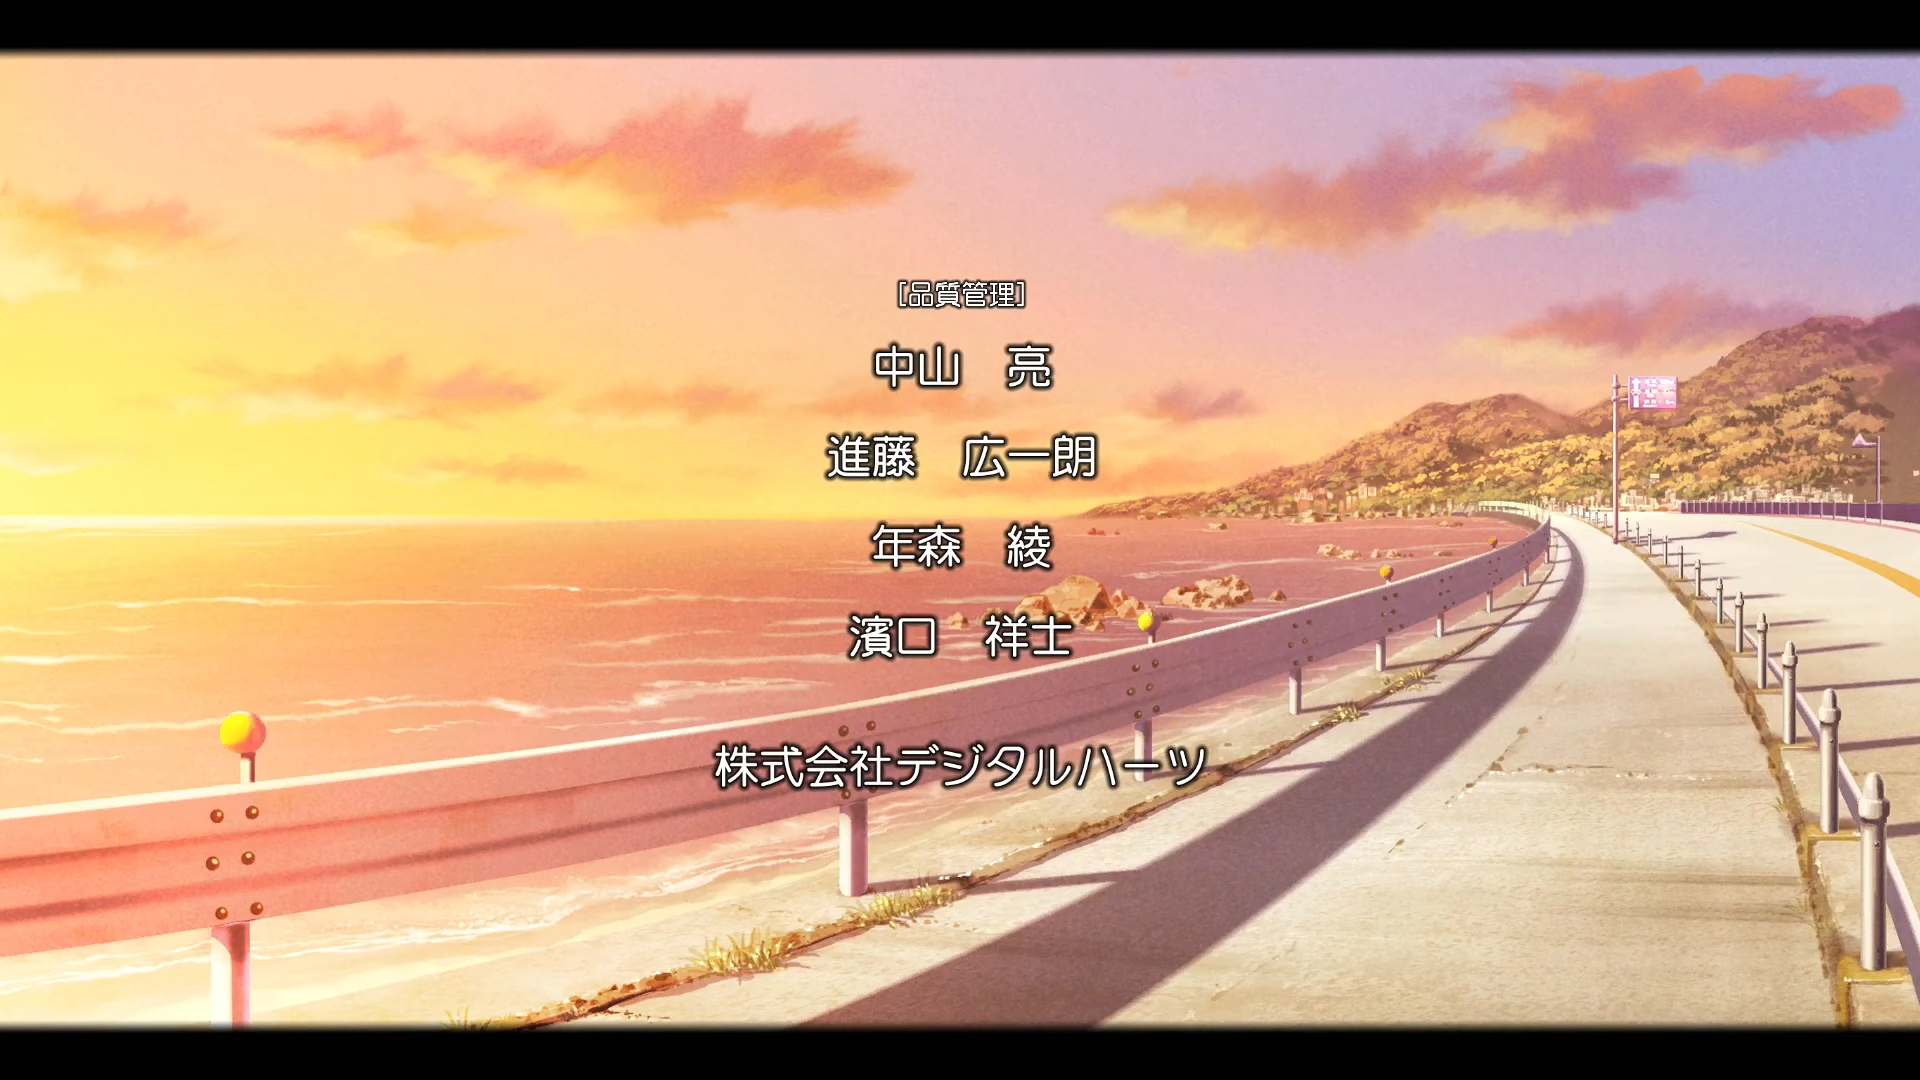 [品質管理]
中山　亮
進藤　広一朗
年森　綾
濱口　祥士
株式会社デジタルハーツ